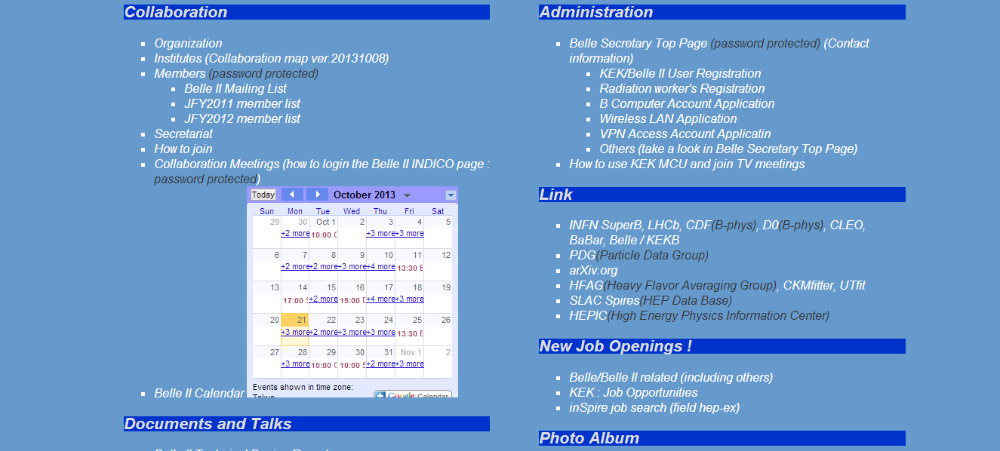 Collaboration
Organization
Institutes (Collaboration map ver.20131008)
Members (password protected)
Belle II Mailing List
JFY2011 member list
JFY2012 member list
Secretariat
How to join
Collaboration Meetings (how to login the Belle II INDICO page :
password protected)
Today October 2013
Sun Mon Tue Wed Thu Fri Sat
29 30 Oct 1 2 3 4 5
+2 more 10:00 +3 more +3 more
6 7 8 9 10 11 12
+2 more +2 more +3 more +4 more 13:30
13 14 15 16 17 18 19
17:00 +2 more 15:00 +4 more +3 more
20 21 22 23 24 25 26
+3 more +2 more +3 more +3 more 13:30
27 28 29 30 31 Nov 1 2
+3 more 10:00 10:00 +2 more +3 more
Events shown in time zone:
Google Calendar
Belle II Calendar
Documents and Talks
Administration
Belle Secretary Top Page (password protected) (Contact
information)
KEK/Belle II User Registration
Radiation worker's Registration
B Computer Account Application
Wireless LAN Application
VPN Access Account Applicatin
Others (take a look in Belle Secretary Top Page)
How to use KEK MCU and join TV meetings
Link
INFN SuperB, LHCb, CDF(B-phys), D0(B-phys), CLEO,
BaBar, Belle / KEKB
PDG(Particle Data Group)
arXiv.org
HFAG(Heavy Flavor Averaging Group), CKMfitter, UTfit
SLAC Spires(HEP Data Base)
HEPIC(High Energy Physics Information Center)
New Job Openings !
Belle/Belle II related (including others)
KEK : Job Opportunities
inSpire job search (field hep-ex)
Photo Album